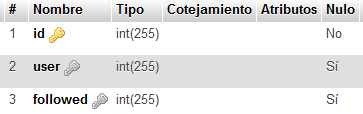 # Nombre Tipo Cotejamiento Atributos Nulo
1 id int(255) No
2 user int(255) Sí
3 followed int(255) Sí